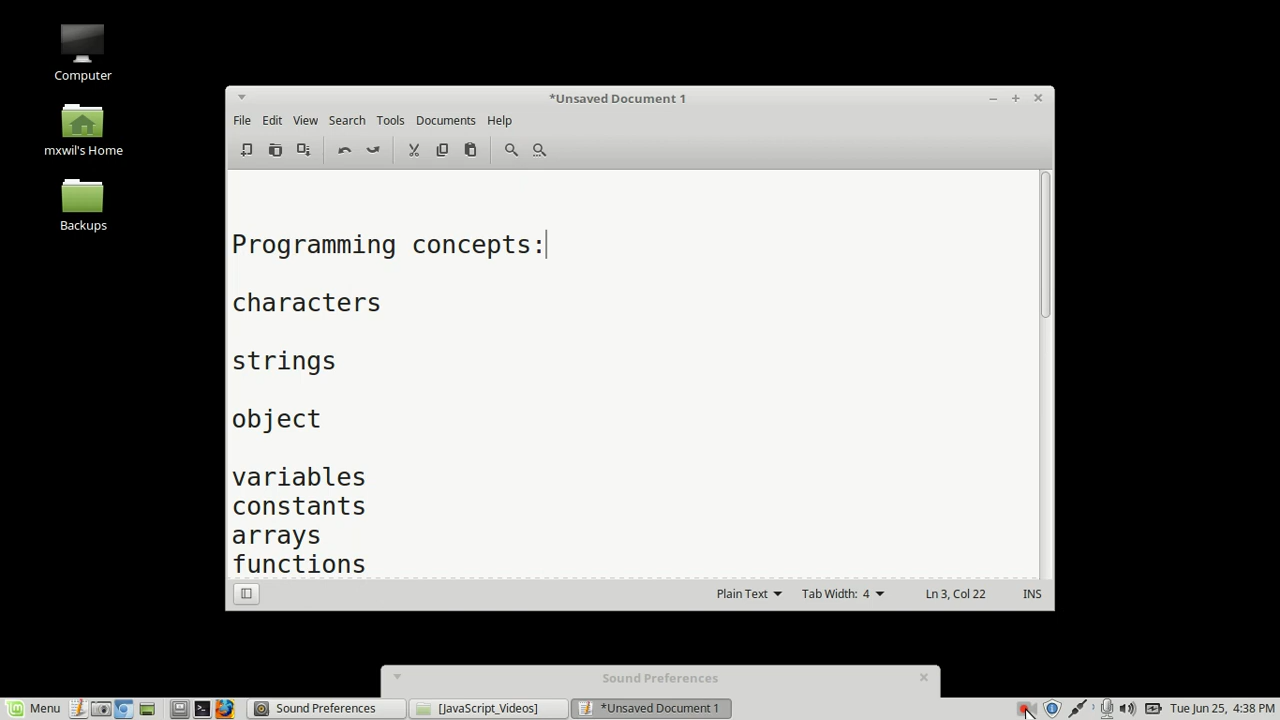 Computer
mxwil's Home
Backups
*Unsaved Document 1
File Edit View Search Tools Documents Help
Programming concepts:
characters
strings
object
variables
constants
arrays
functions
Plain Text Tab Width: 4 Ln 3, Col 22 INS
Sound Preferences
Menu Sound Preferences [JavaScript_Videos] *Unsaved Document 1 Tue Jun 25, 4:38 PM